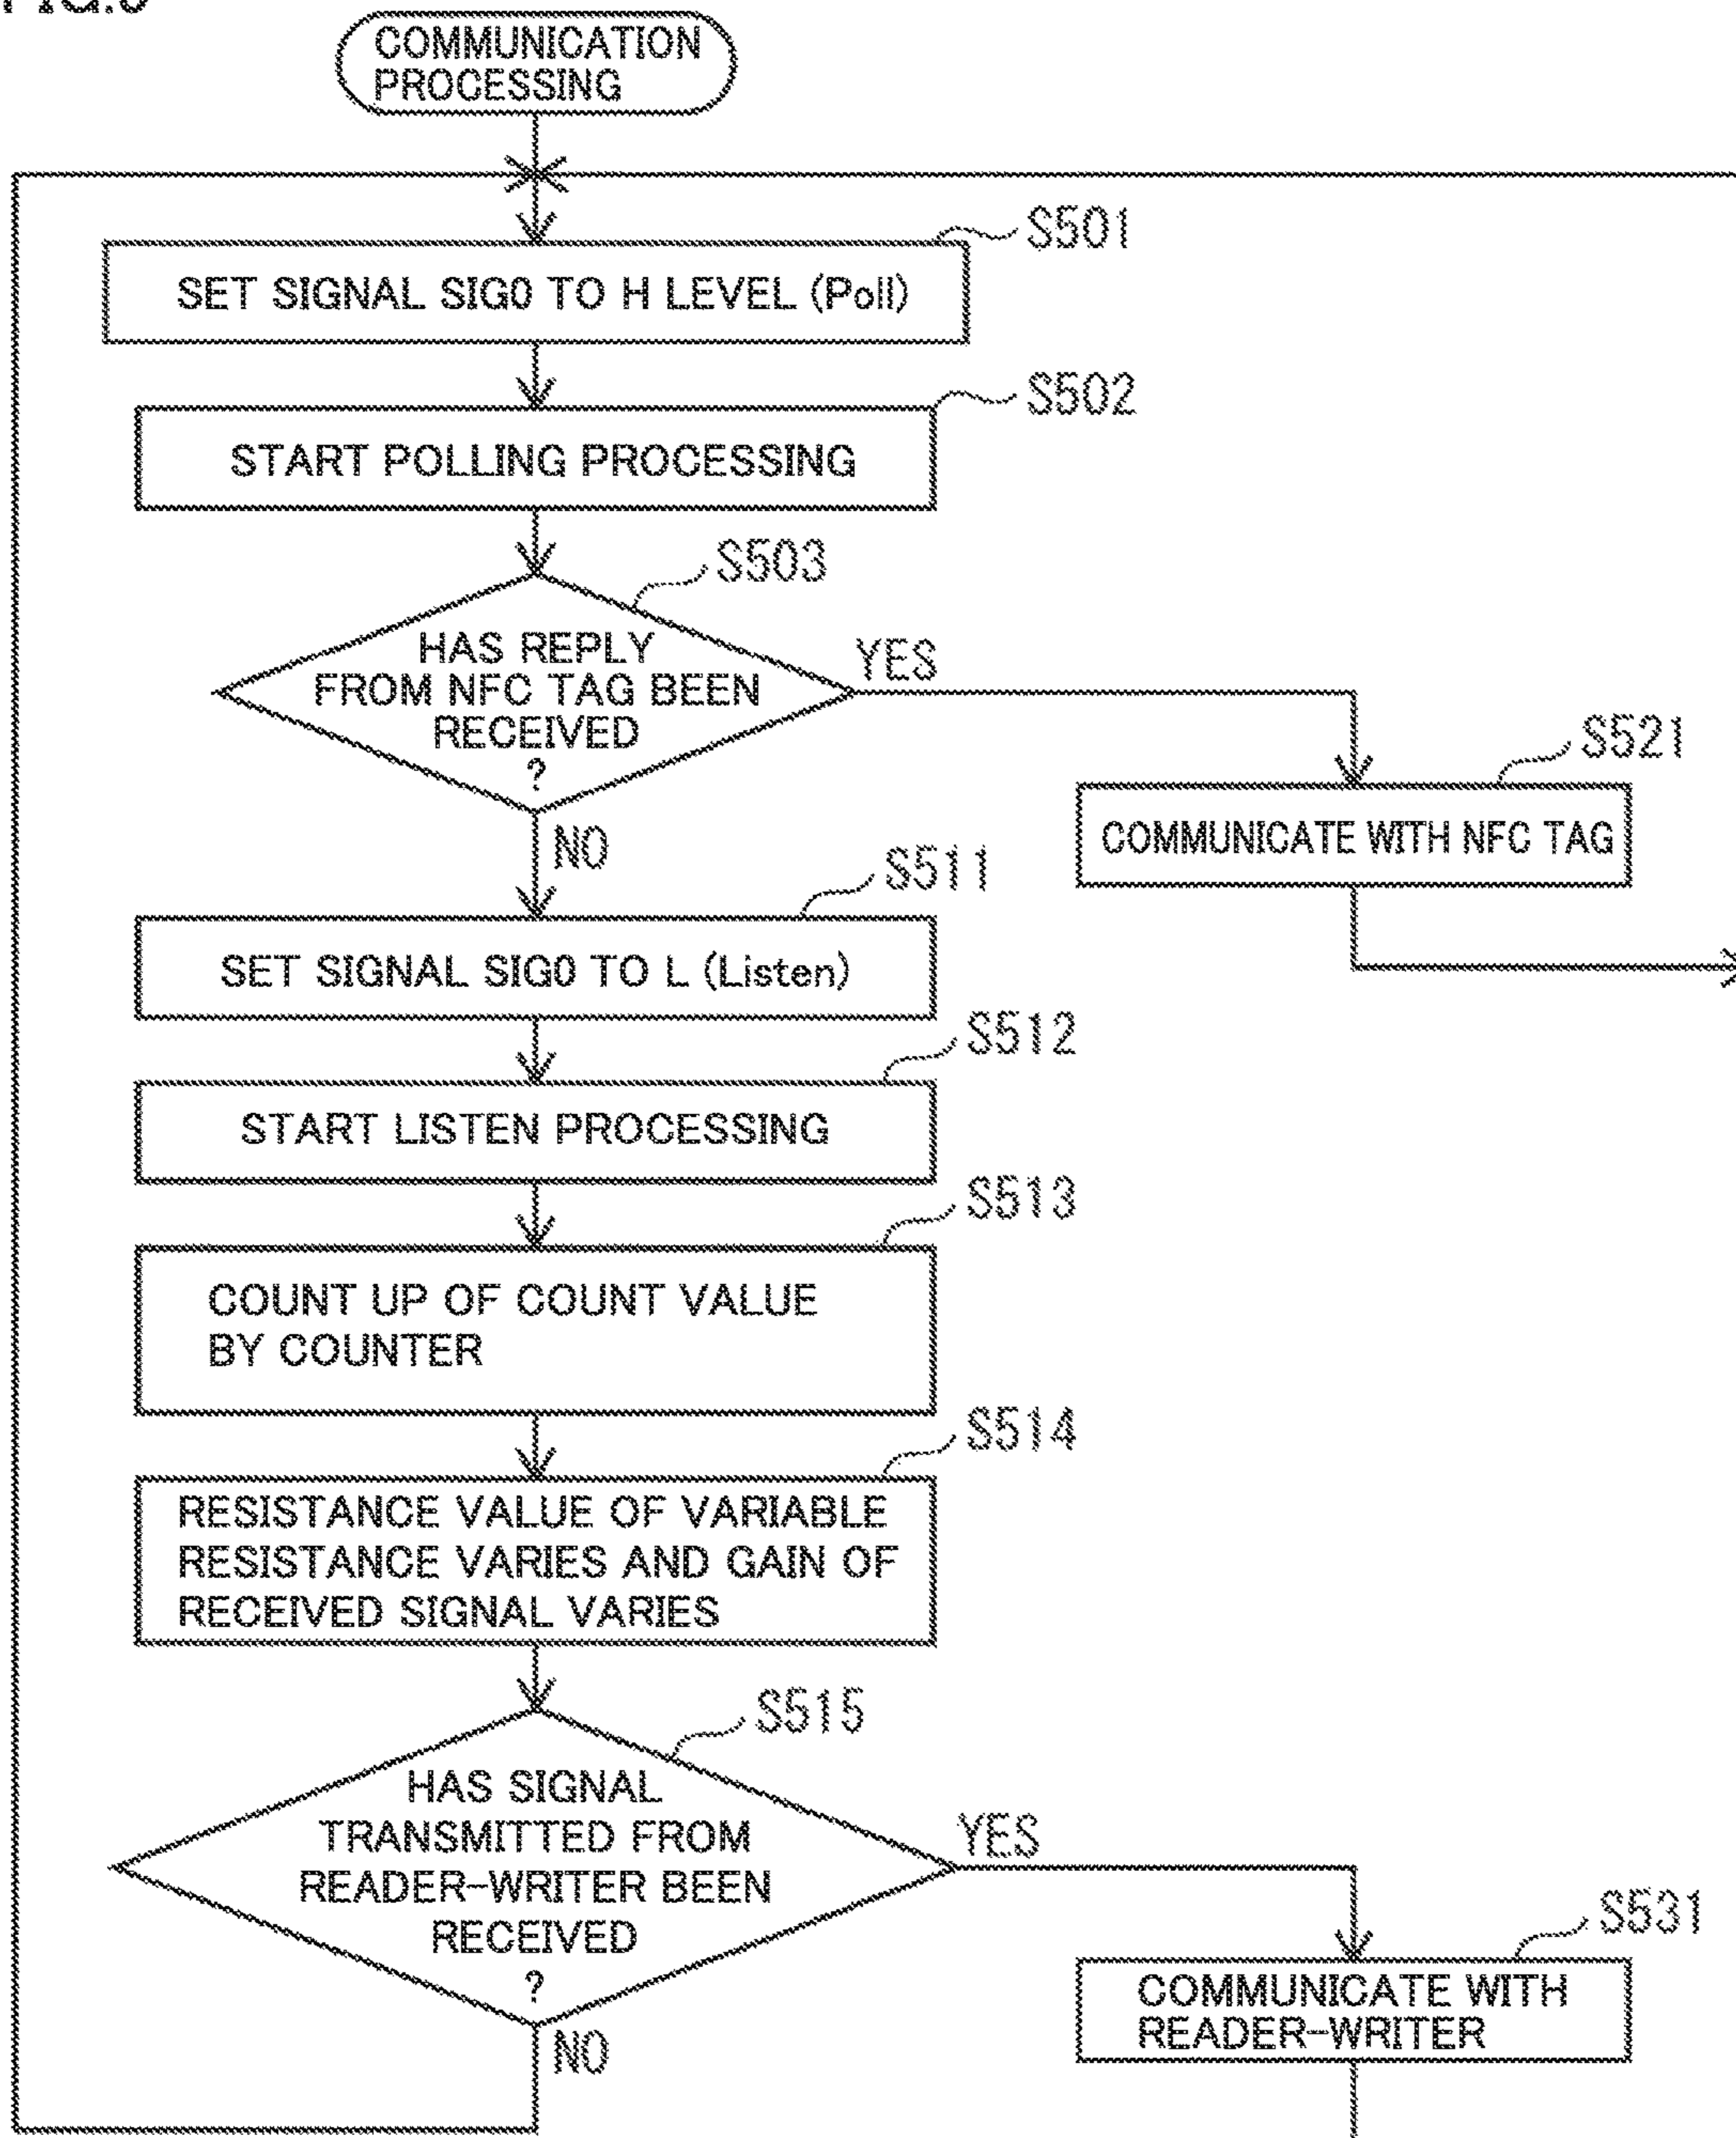 COMMUNICATION
PROCESSING
S501
SET SIGNAL SIG0 TO H LEVEL (Poll)
S502
START POLLING PROCESSING
S503
HAS REPLY
FROM NFC TAG BEEN
RECEIVED
?
YES
NO
S521
COMMUNICATE WITH NFC TAG
S511
SET SIGNAL SIG0 TO L (Listen)
S512
START LISTEN PROCESSING
S513
COUNT UP OF COUNT VALUE
BY COUNTER
S514
RESISTANCE VALUE OF VARIABLE
RESISTANCE VARIES AND GAIN OF
RECEIVED SIGNAL VARIES
S515
HAS SIGNAL
TRANSMITTED FROM
READER-WRITER BEEN
RECEIVED
?
YES
NO
S531
COMMUNICATE WITH
READER-WRITER